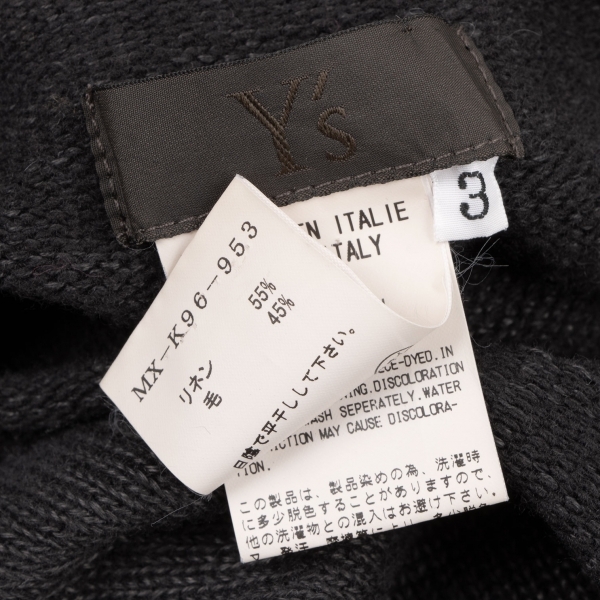 Y's
3
EN ITALIE
ITALY
MX-K96-953
リネン 55%
毛 45%
日陰で平干しして下さい。
-DYED.IN
ING.DISCOLORATION
ASH SEPERATELY.WATER
ICTION MAY CAUSE DISCOLORA-
TION.
この製品は、製品染めの為、洗濯時
に多少脱色することがありますので、
他の洗濯物との混入はお避け下さい。